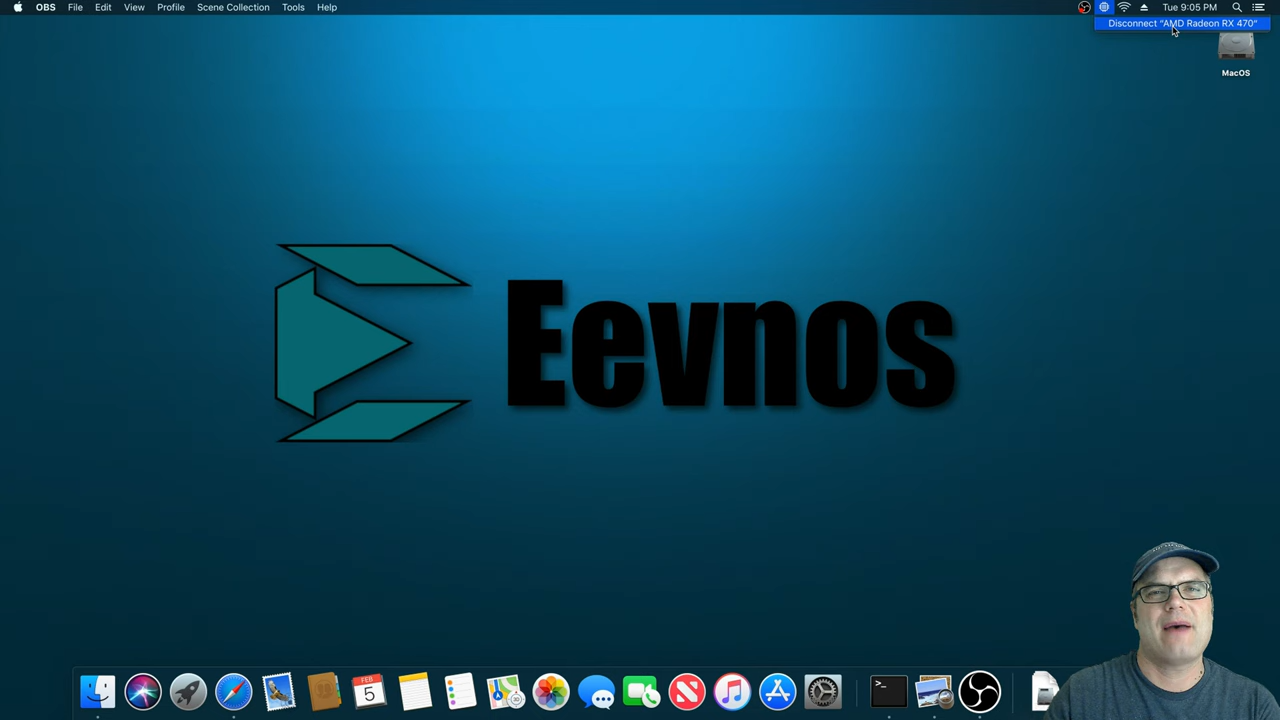 OBS File Edit View Profile Scene Collection Tools Help Tue 9:05 PM
Disconnect “AMD Radeon RX 470”
MacOS
Eevnos
FEB
5
>_